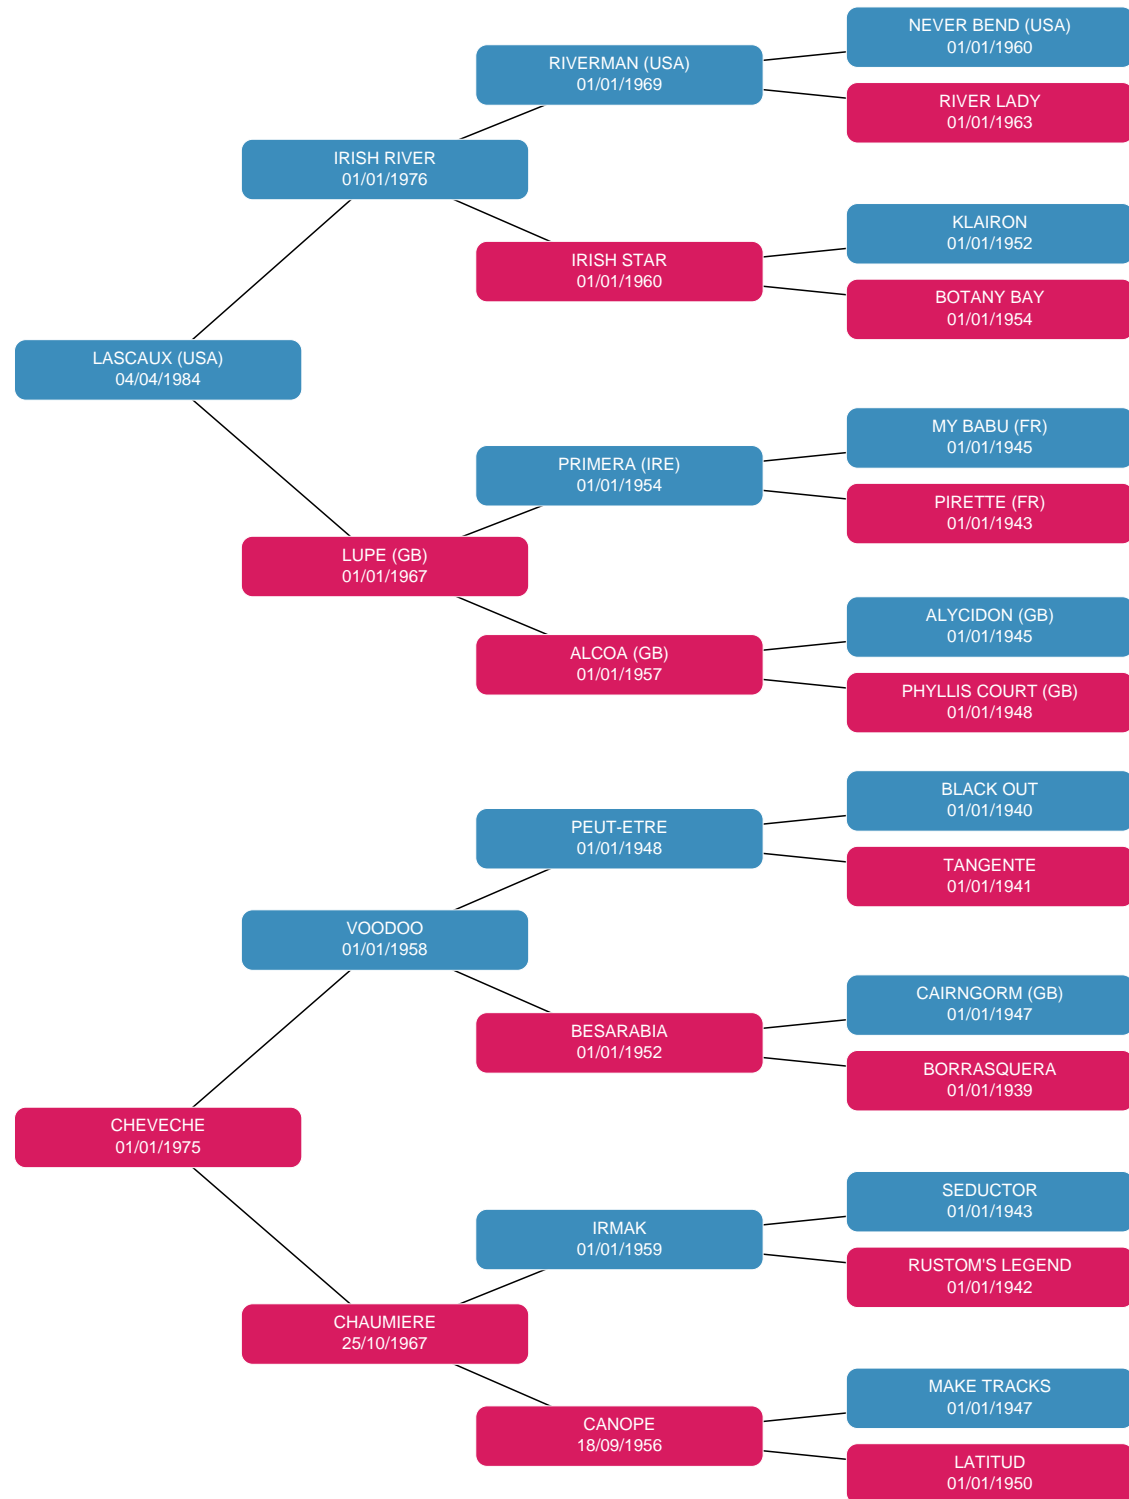 NEVER BEND (USA)
01/01/1960
RIVERMAN (USA)
01/01/1969
RIVER LADY
01/01/1963
IRISH RIVER
01/01/1976
KLAIRON
01/01/1952
IRISH STAR
01/01/1960
BOTANY BAY
01/01/1954
LASCAUX (USA)
04/04/1984
MY BABU (FR)
01/01/1945
PRIMERA (IRE)
01/01/1954
PIRETTE (FR)
01/01/1943
LUPE (GB)
01/01/1967
ALYCIDON (GB)
01/01/1945
ALCOA (GB)
01/01/1957
PHYLLIS COURT (GB)
01/01/1948
BLACK OUT
01/01/1940
PEUT-ETRE
01/01/1948
TANGENTE
01/01/1941
VOODOO
01/01/1958
CAIRNGORM (GB)
01/01/1947
BESARABIA
01/01/1952
BORRASQUERA
01/01/1939
CHEVECHE
01/01/1975
SEDUCTOR
01/01/1943
IRMAK
01/01/1959
RUSTOM'S LEGEND
01/01/1942
CHAUMIERE
25/10/1967
MAKE TRACKS
01/01/1947
CANOPE
18/09/1956
LATITUD
01/01/1950